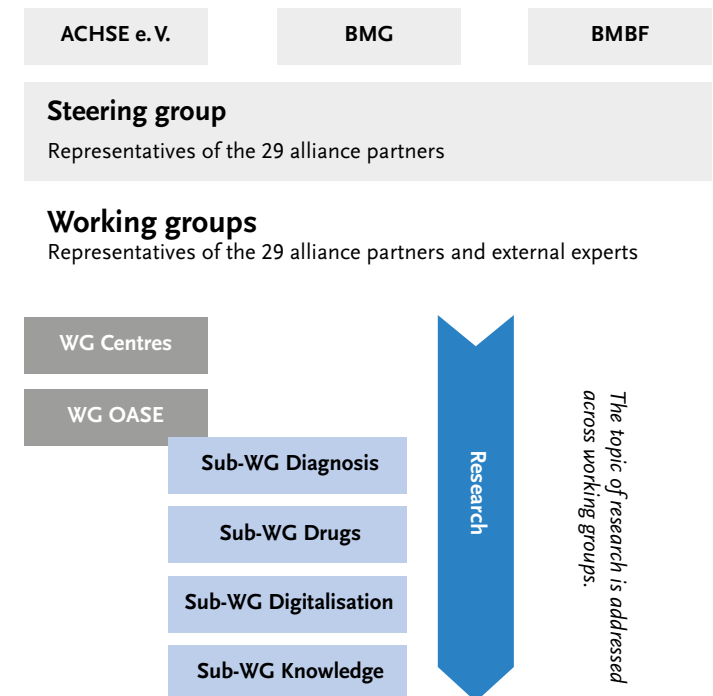 ACHSE e. V.
BMG
BMBF
Steering group
Representatives of the 29 alliance partners
Working groups
Representatives of the 29 alliance partners and external experts
WG Centres
WG OASE
Sub-WG Diagnosis
Sub-WG Drugs
Sub-WG Digitalisation
Sub-WG Knowledge
Research
The topic of research is addressed
across working groups.